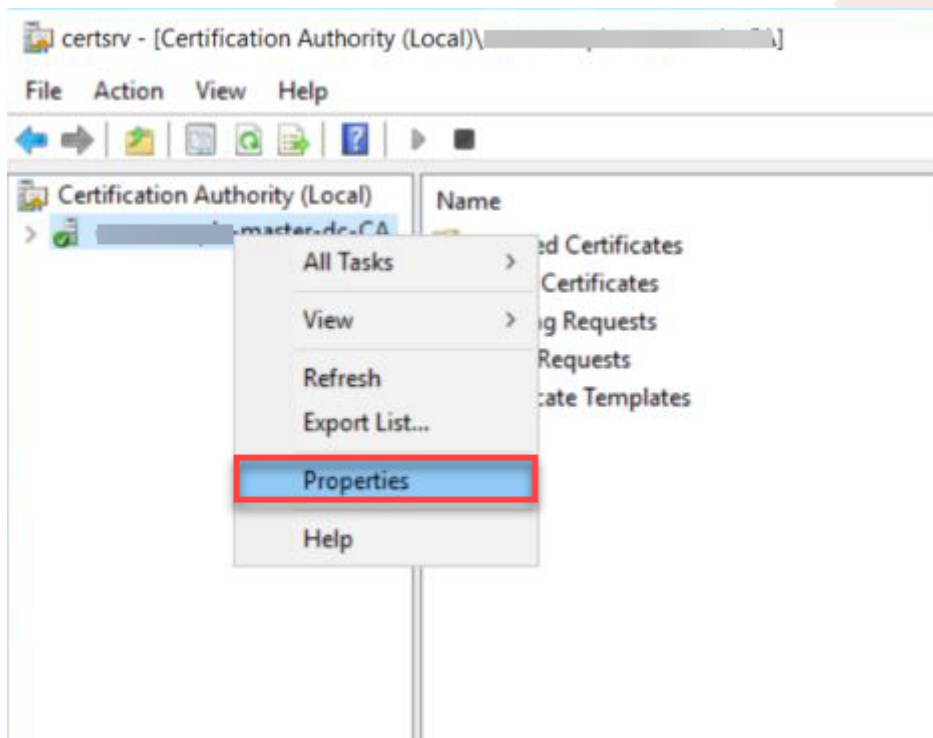 certsrv - [Certification Authority (Local)\
File Action View Help
Certification Authority (Local)
-master-dc-CA
Name
ed Certificates
Certificates
ng Requests
Requests
cate Templates
All Tasks
View
Refresh
Export List...
Properties
Help